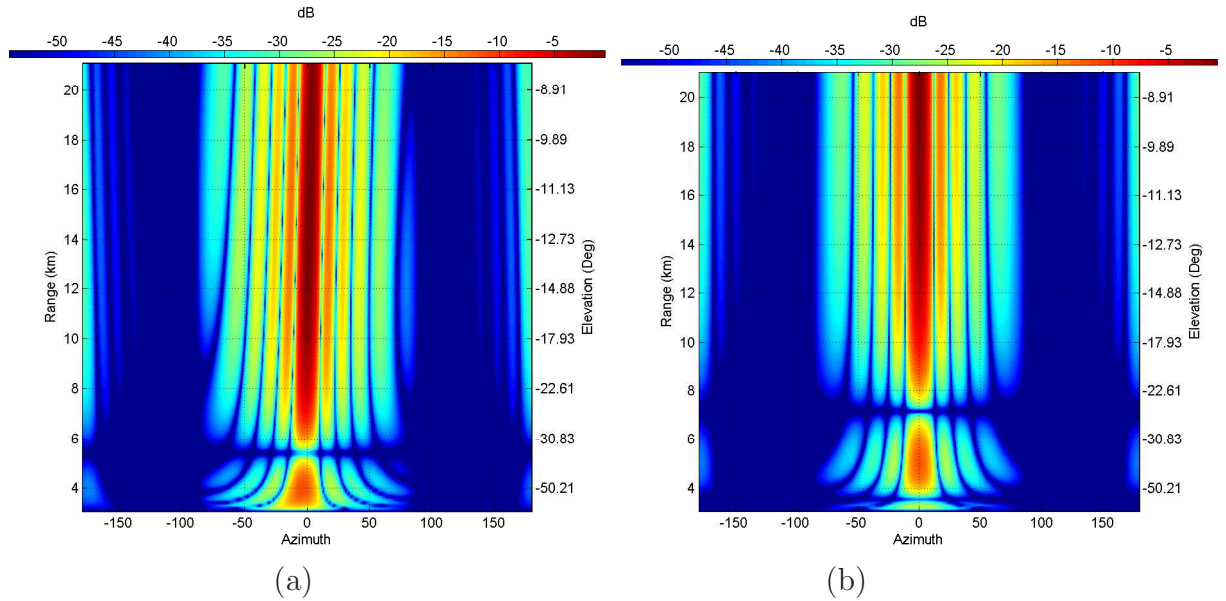 dB
-50 -45 -40 -35 -30 -25 -20 -15 -10 -5
Range (km)
20
18
16
14
12
10
8
6
4
-8.91
-9.89
-11.13
-12.73
-14.88
-17.93
-22.61
-30.83
-50.21
Elevation (Deg)
-150 -100 -50 0 50 100 150
Azimuth
(a)
dB
-50 -45 -40 -35 -30 -25 -20 -15 -10 -5
Range (km)
20
18
16
14
12
10
8
6
4
-8.91
-9.89
-11.13
-12.73
-14.88
-17.93
-22.61
-30.83
-50.21
Elevation (Deg)
-150 -100 -50 0 50 100 150
Azimuth
(b)